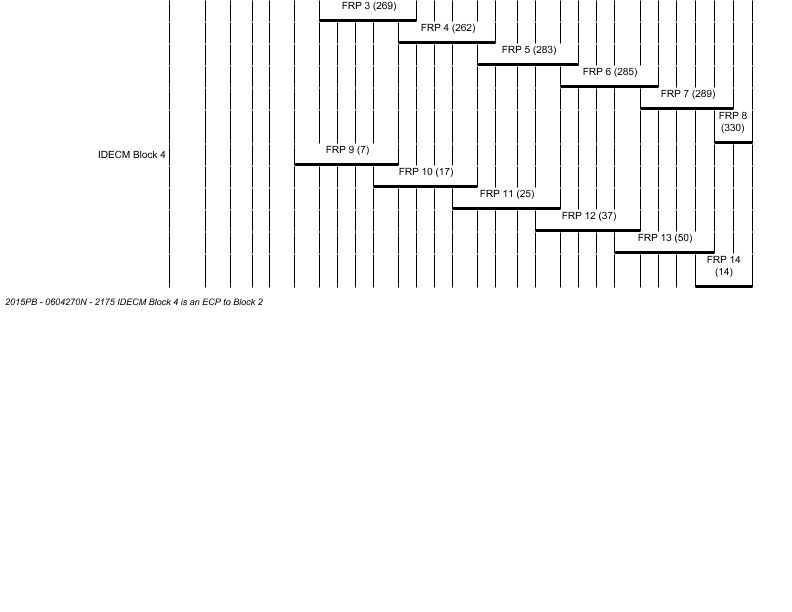 FRP 3 (269)
FRP 4 (262)
FRP 5 (283)
FRP 6 (285)
FRP 7 (289)
FRP 8
(330)
IDECM Block 4
FRP 9 (7)
FRP 10 (17)
FRP 11 (25)
FRP 12 (37)
FRP 13 (50)
FRP 14
(14)
2015PB - 0604270N - 2175 IDECM Block 4 is an ECP to Block 2